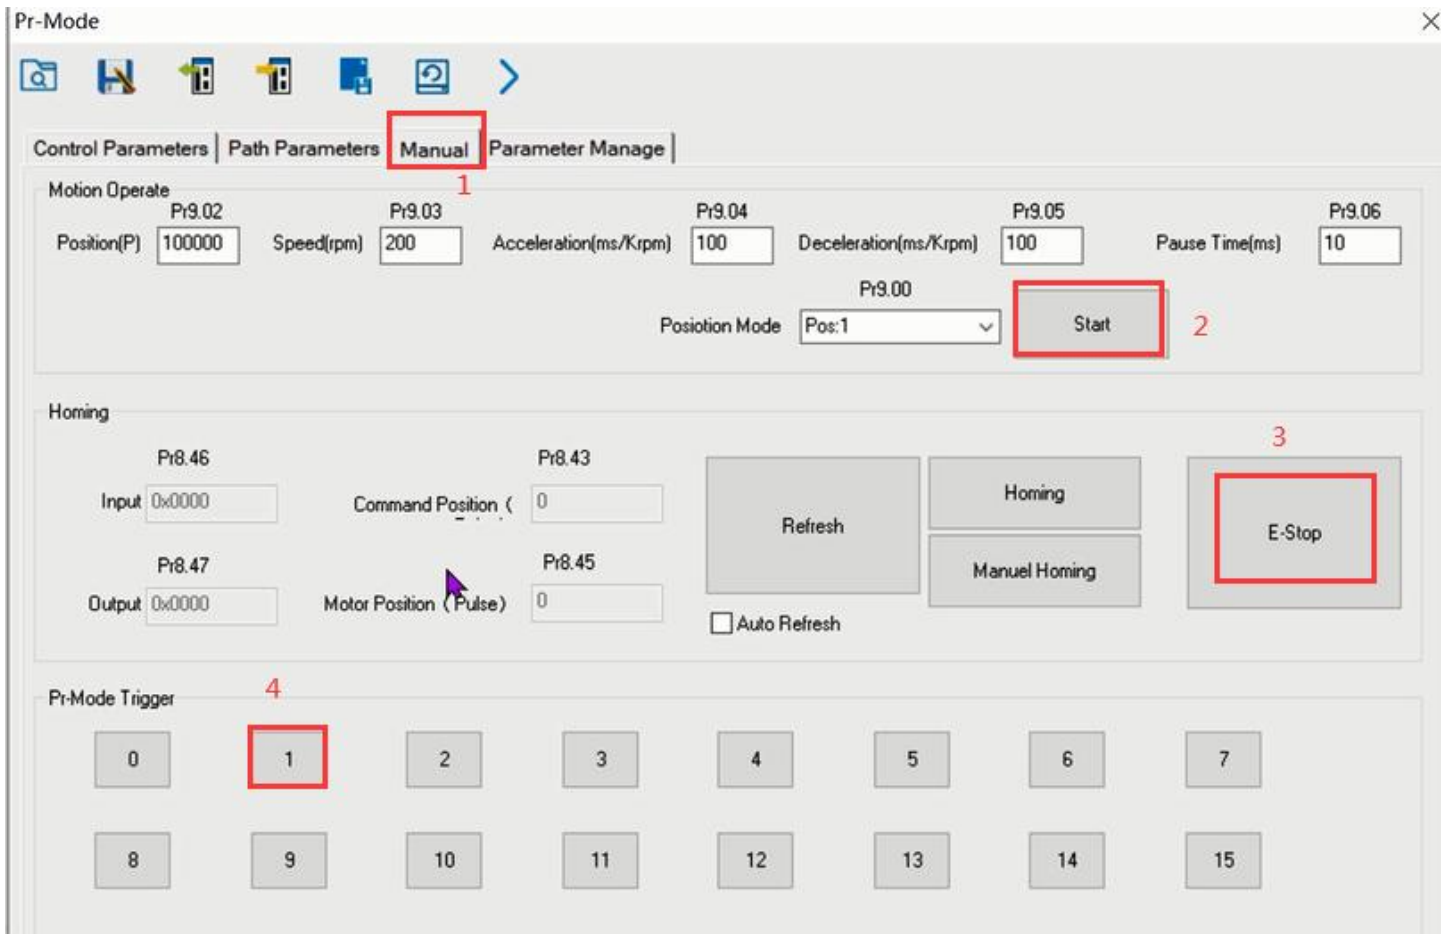 Pr-Mode
Control Parameters Path Parameters Manual Parameter Manage
1
Motion Operate
Pr9.02 Pr9.03 Pr9.04 Pr9.05 Pr9.06
Position(P) 100000 Speed(rpm) 200 Acceleration(ms/Krpm) 100 Deceleration(ms/Krpm) 100 Pause Time(ms) 10
Pr9.00
Posiotion Mode Pos:1 Start 2
Homing
3
Pr8.46 Pr8.43
Input 0x0000 Command Position ( 0
Refresh Homing E-Stop
Pr8.47 Pr8.45 Manuel Homing
Output 0x0000 Motor Position (Pulse) 0
Auto Refresh
4
Pr-Mode Trigger
0 1 2 3 4 5 6 7
8 9 10 11 12 13 14 15